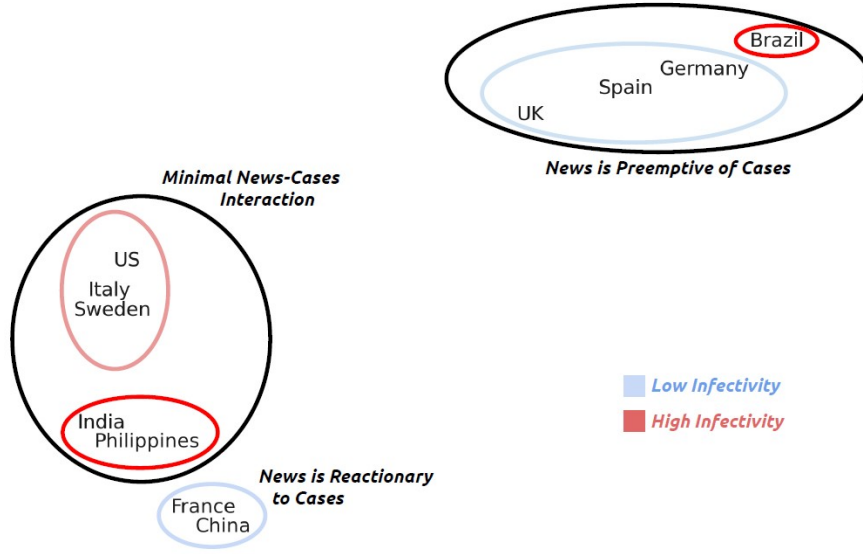 Brazil
Germany
Spain
UK
News is Preemptive of Cases
Minimal News-Cases
Interaction
US
Italy
Sweden
Low Infectivity
High Infectivity
India
Philippines
News is Reactionary
to Cases
France
China